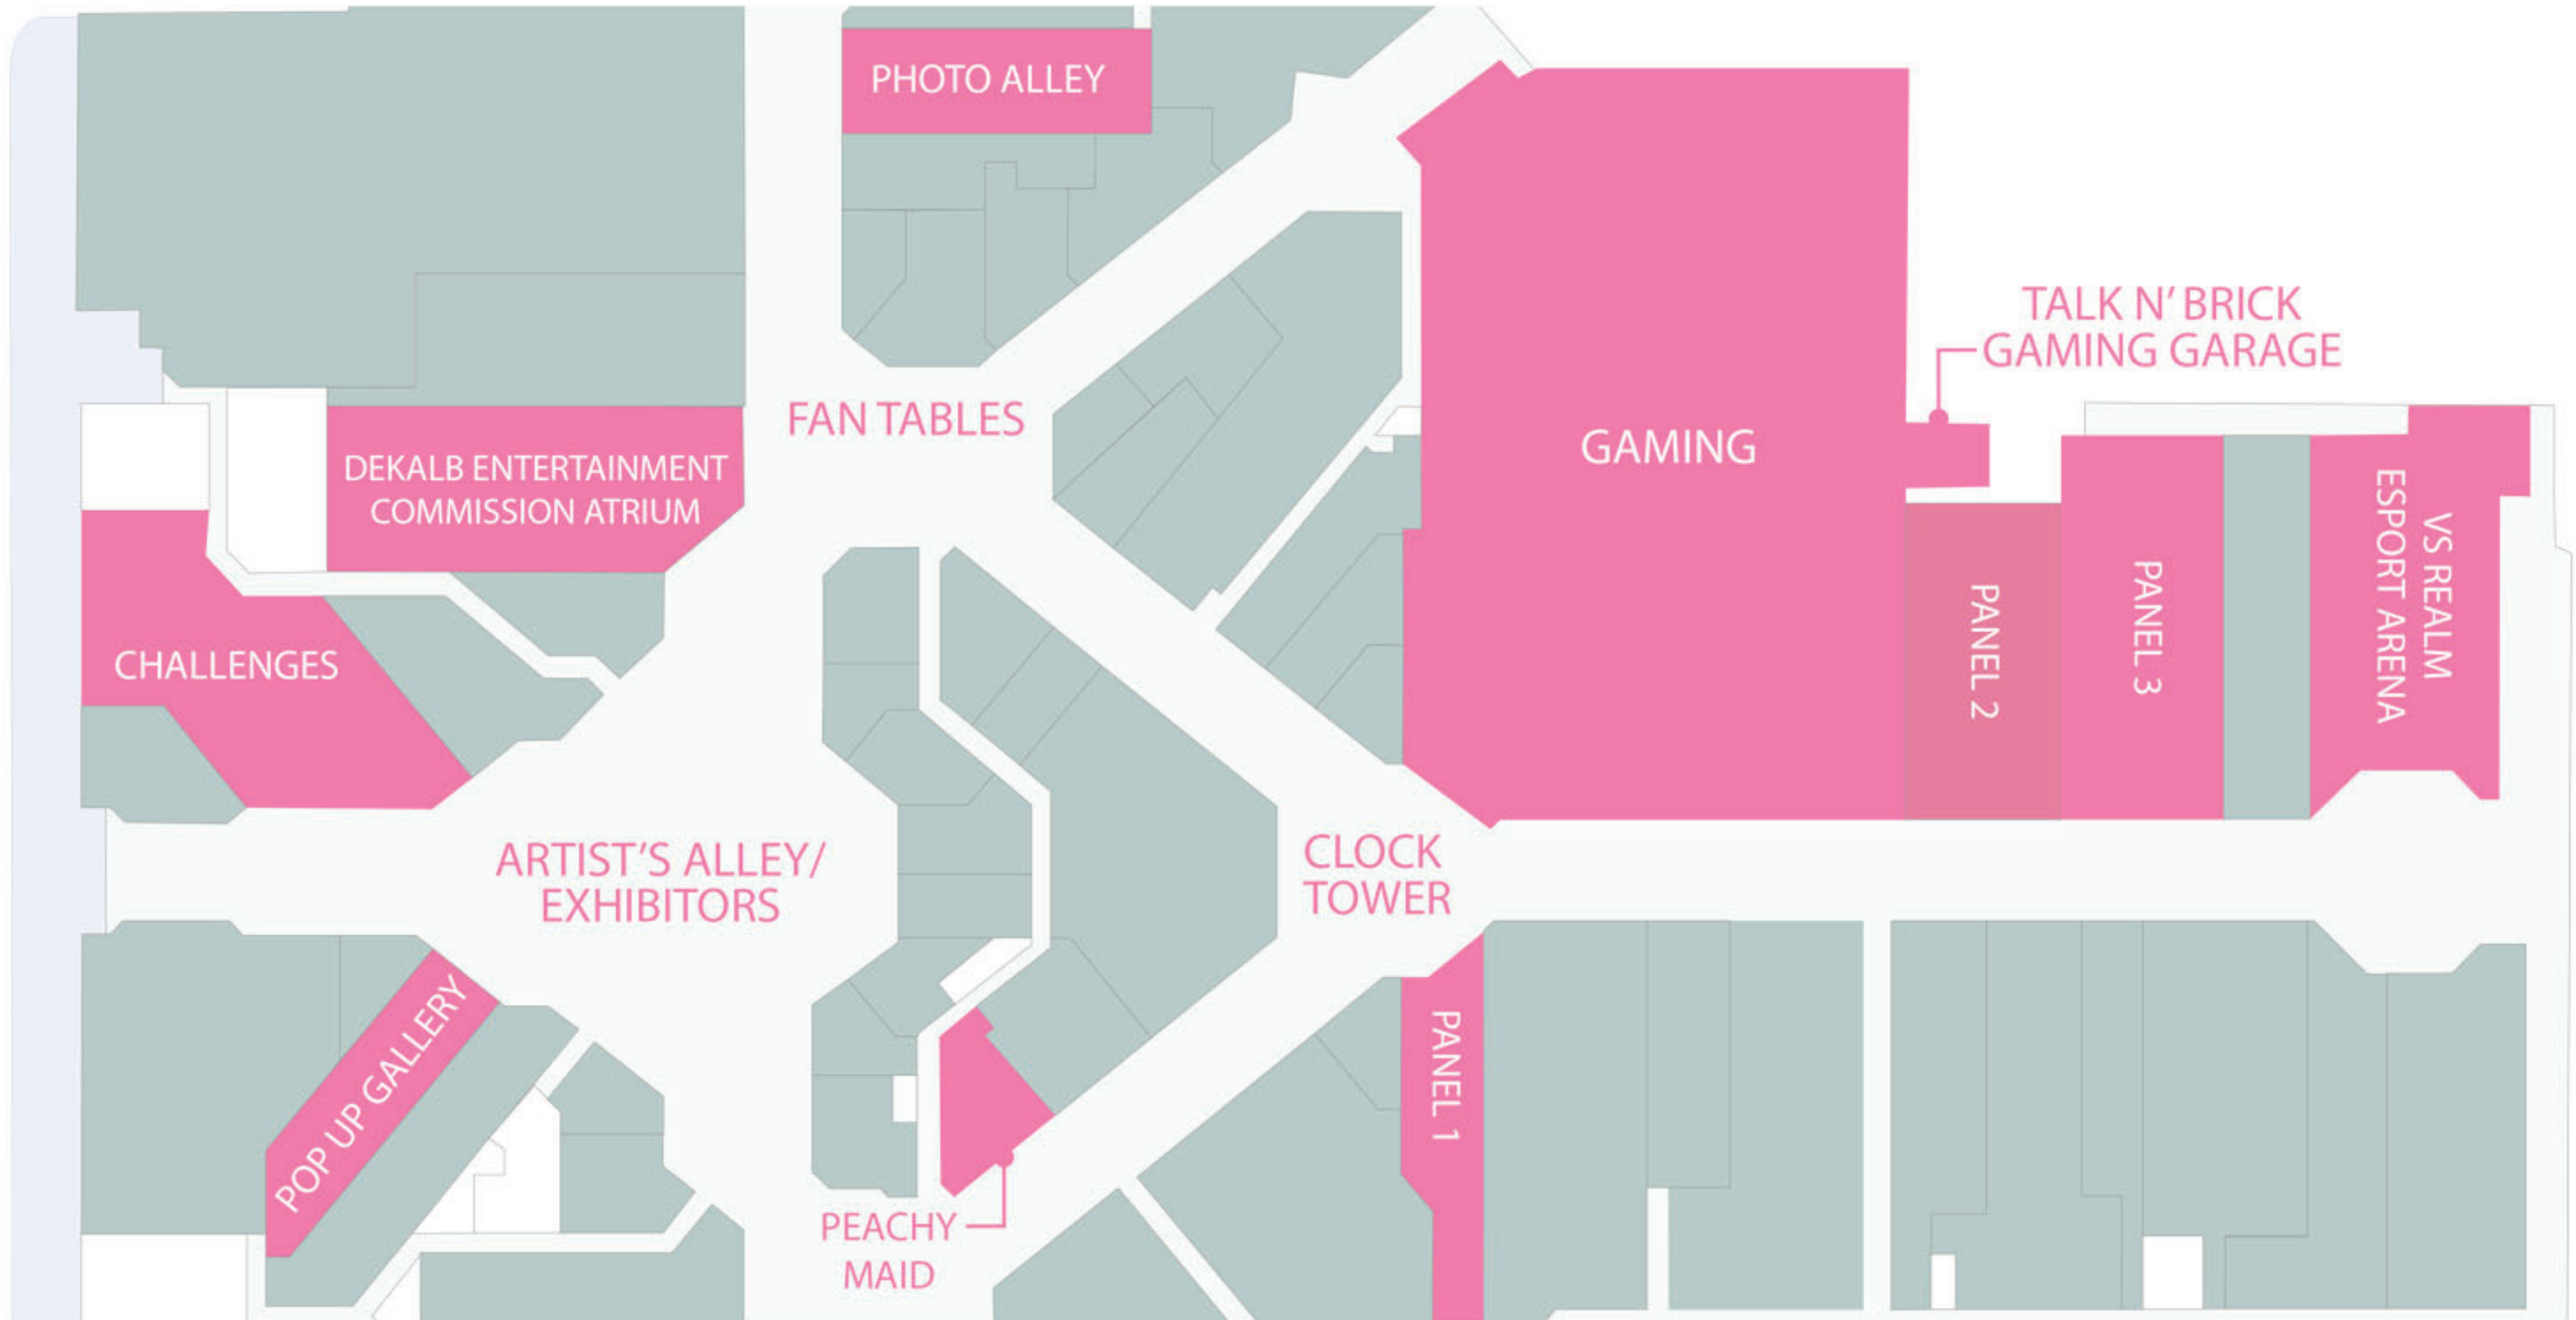 PHOTO ALLEY
TALK N' BRICK
GAMING GARAGE
FAN TABLES
GAMING
DEKALB ENTERTAINMENT
COMMISSION ATRIUM
VS REALM
ESPORT ARENA
PANEL 3
PANEL 2
CHALLENGES
ARTIST'S ALLEY/
EXHIBITORS
CLOCK
TOWER
POP UP GALLERY
PANEL 1
PEACHY
MAID